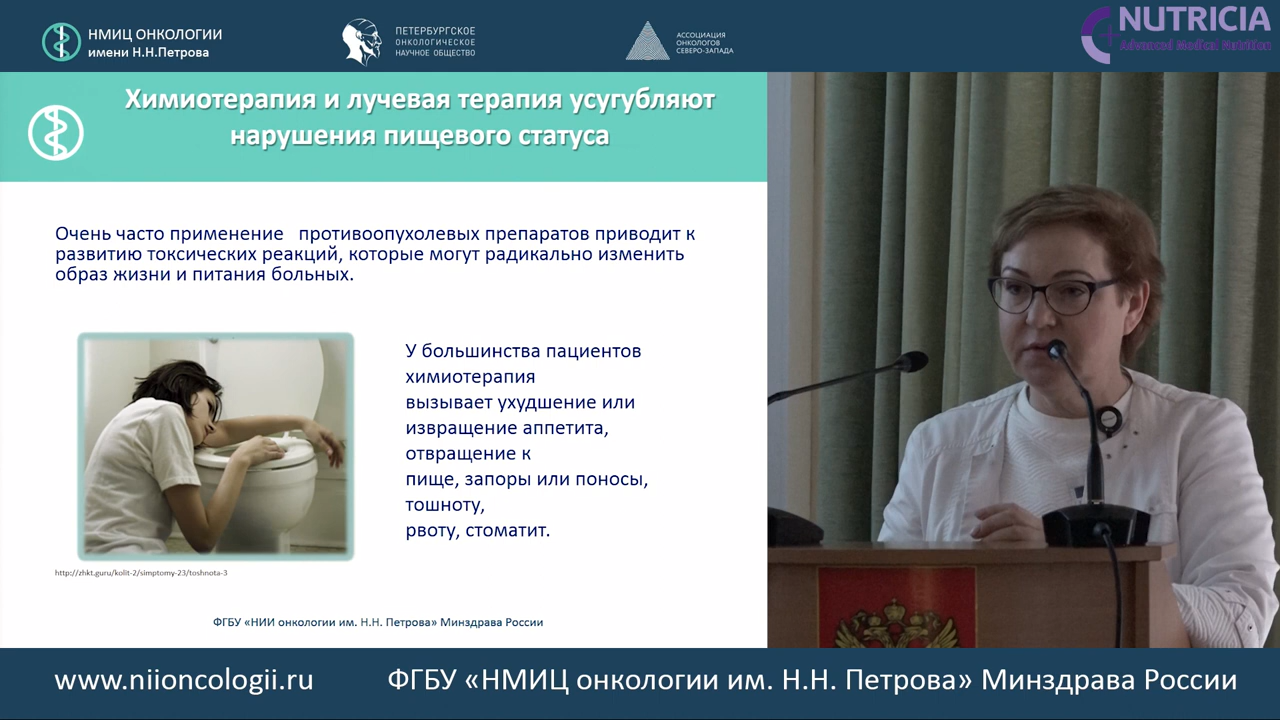 НМИЦ ОНКОЛОГИИ
имени Н.Н.Петрова
ПЕТЕРБУРГСКОЕ
ОНКОЛОГИЧЕСКОЕ
НАУЧНОЕ ОБЩЕСТВО
АССОЦИАЦИЯ
ОНКОЛОГОВ
СЕВЕРО-ЗАПАДА
NUTRICIA
Advanced Medical Nutrition
Химиотерапия и лучевая терапия усугубляют
нарушения пищевого статуса
Очень часто применение противоопухолевых препаратов приводит к
развитию токсических реакций, которые могут радикально изменить
образ жизни и питания больных.
У большинства пациентов
химиотерапия
вызывает ухудшение или
извращение аппетита,
отвращение к
пище, запоры или поносы,
тошноту,
рвоту, стоматит.
http://zhkt.guru/kolit-2/simptomy-23/toshnota-3
ФГБУ «НИИ онкологии им. Н.Н. Петрова» Минздрава России
www.niioncologii.ru
ФГБУ «НМИЦ онкологии им. Н.Н. Петрова» Минздрава России